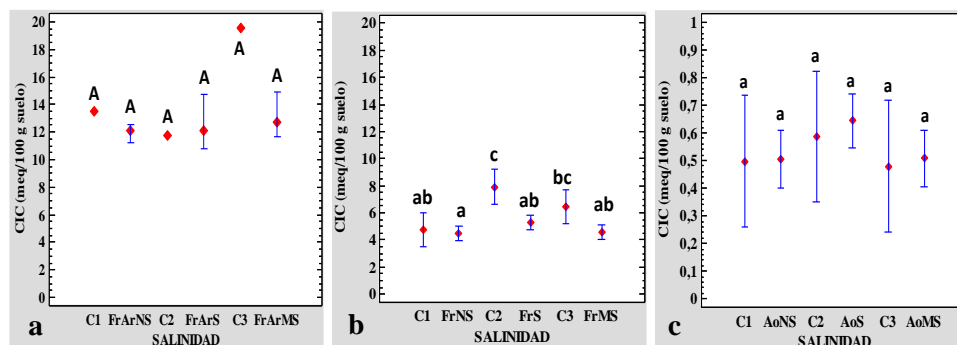 20
18
16
14
12
10
8
6
4
2
0
CIC (meq/100 g suelo)
A
A
A
A
A
A
C1 FrArNS C2 FrArS C3 FrArMS
SALINIDAD
a
20
18
16
14
12
10
8
6
4
2
0
CIC (meq/100 g suelo)
ab
a
c
ab
bc
ab
C1 FrNS C2 FrS C3 FrMS
SALINIDAD
b
1
0,9
0,8
0,7
0,6
0,5
0,4
0,3
0,2
0,1
0
CIC (meq/100 g suelo)
a
a
a
a
a
a
C1 AoNS C2 AoS C3 AoMS
SALINIDAD
c